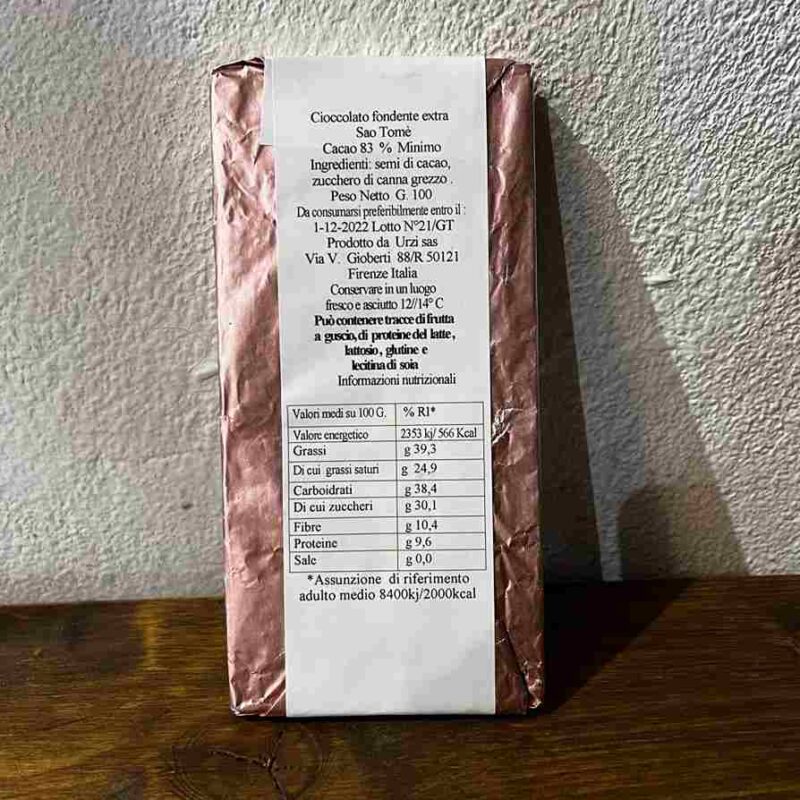 Cioccolato fondente extra
Sao Tomè
Cacao 83 % Minimo
Ingredienti: semi di cacao,
zucchero di canna grezzo .
Peso Netto G. 100
Da consumarsi preferibilmente entro il :
1-12-2022 Lotto N°21/GT
Prodotto da Urzi sas
Via V. Gioberti 88/R 50121
Firenze Italia
Conservare in un luogo
fresco e asciutto 12//14° C
Può contenere tracce di frutta
a guscio, di proteine del latte,
lattosio, glutine e
lecitina di soia
Informazioni nutrizionali
Valori medi su 100 G. % RI*
Valore energetico 2353 kj/ 566 Kcal
Grassi g 39,3
Di cui grassi saturi g 24,9
Carboidrati g 38,4
Di cui zuccheri g 30,1
Fibre g 10,4
Proteine g 9,6
Sale g 0,0
*Assunzione di riferimento
adulto medio 8400kj/2000kcal